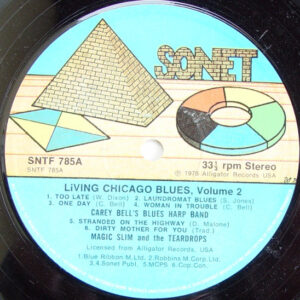 SONET
SNTF 785A
SNTF 785A
33⅓ rpm Stereo
℗ 1978 Alligator Records USA
LiViNG CHICAGO BLUES, Volume 2
1. TOO LATE (W. Dixon) 2. LAUNDROMAT BLUES (S. Jones)
3. ONE DAY (C. Bell) 4. WOMAN IN TROUBLE (C. Bell)
CAREY BELL'S BLUES HARP BAND
5. STRANDED ON THE HIGHWAY (D. Malone)
6. DIRTY MOTHER FOR YOU (Trad.)
MAGIC SLIM and the TEARDROPS
Licensed from Alligator Records, USA
1. Blue Ribbon M. Ltd. 2. Robbins M. Corp. Ltd.
3.4. Sonet Publ. 5. MCPS 6. Cop. Con.